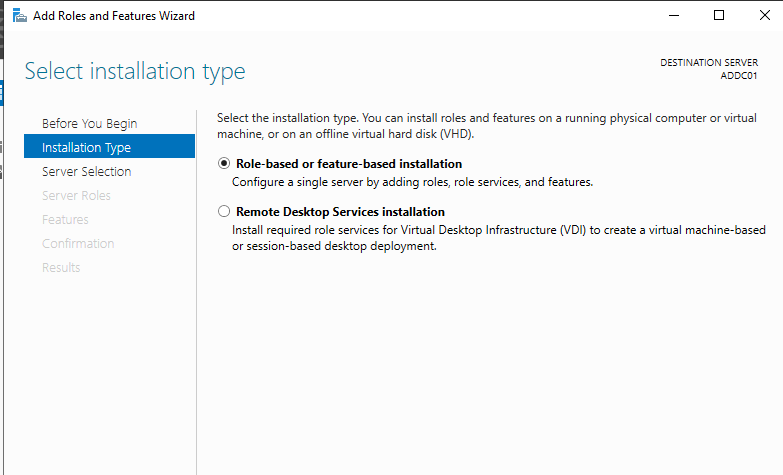 Add Roles and Features Wizard
Select installation type
DESTINATION SERVER
ADDC01
Before You Begin
Installation Type
Server Selection
Server Roles
Features
Confirmation
Results
Select the installation type. You can install roles and features on a running physical computer or virtual
machine, or on an offline virtual hard disk (VHD).
Role-based or feature-based installation
Configure a single server by adding roles, role services, and features.
Remote Desktop Services installation
Install required role services for Virtual Desktop Infrastructure (VDI) to create a virtual machine-based
or session-based desktop deployment.